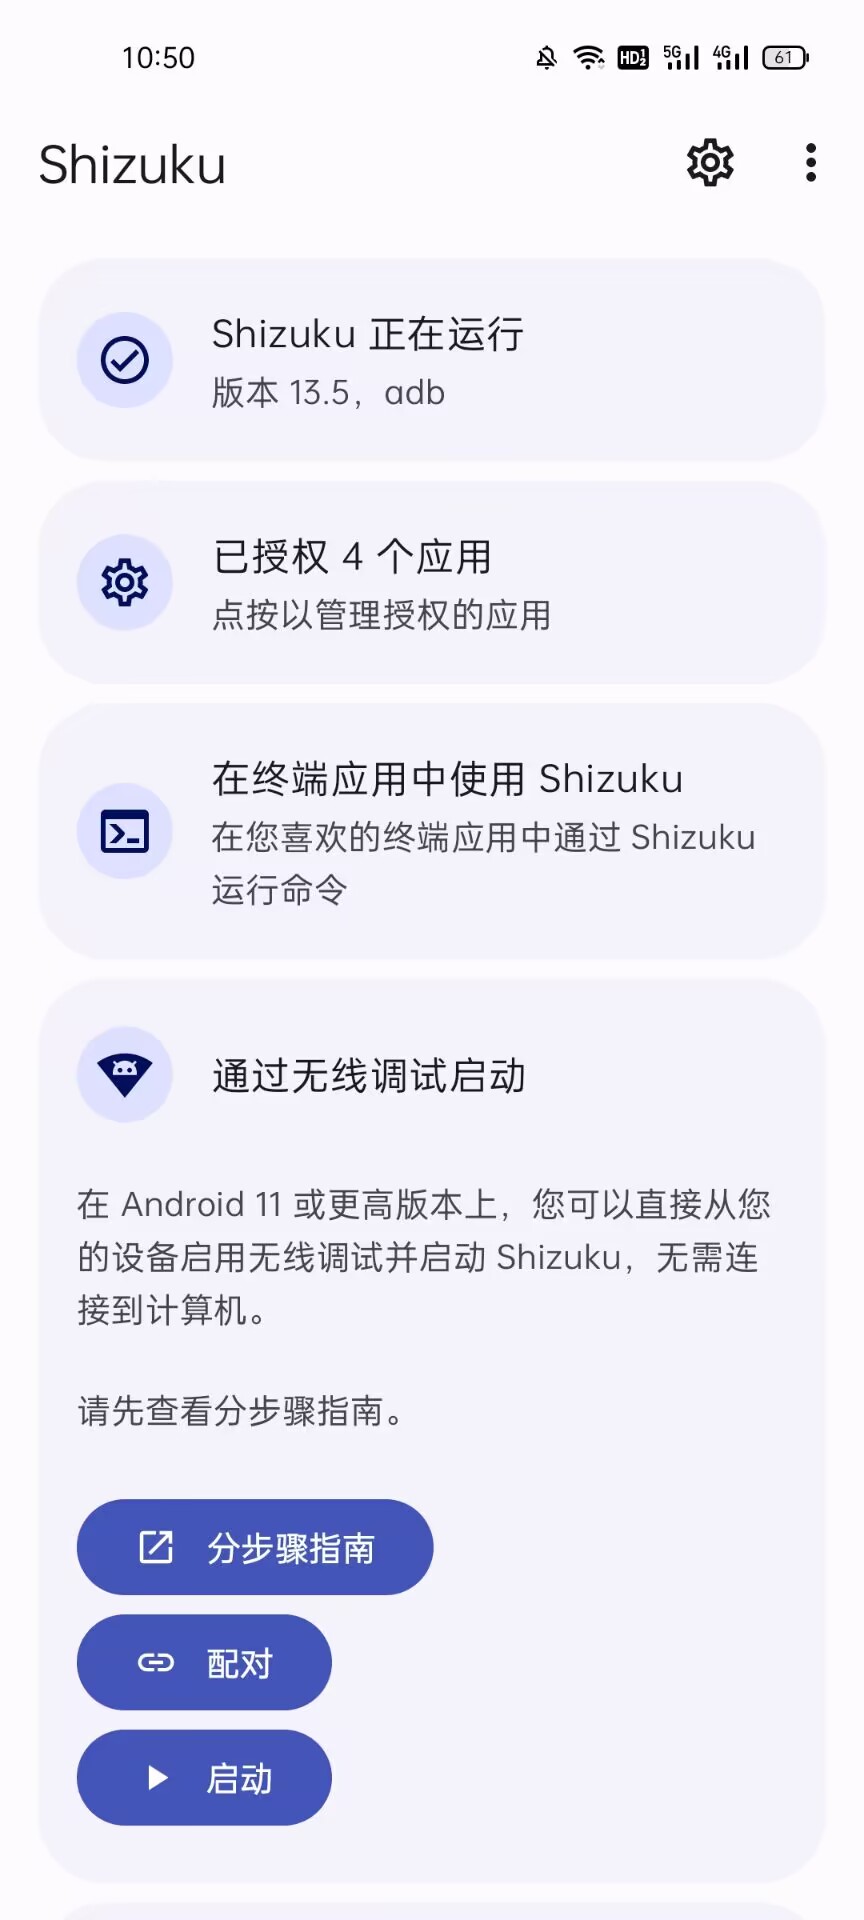 10:50
HD 1 2 5G 4G 61
Shizuku
Shizuku 正在运行
版本 13.5，adb
已授权 4 个应用
点按以管理授权的应用
在终端应用中使用 Shizuku
在您喜欢的终端应用中通过 Shizuku
运行命令
通过无线调试启动
在 Android 11 或更高版本上，您可以直接从您
的设备启用无线调试并启动 Shizuku，无需连
接到计算机。
请先查看分步骤指南。
分步骤指南
配对
启动